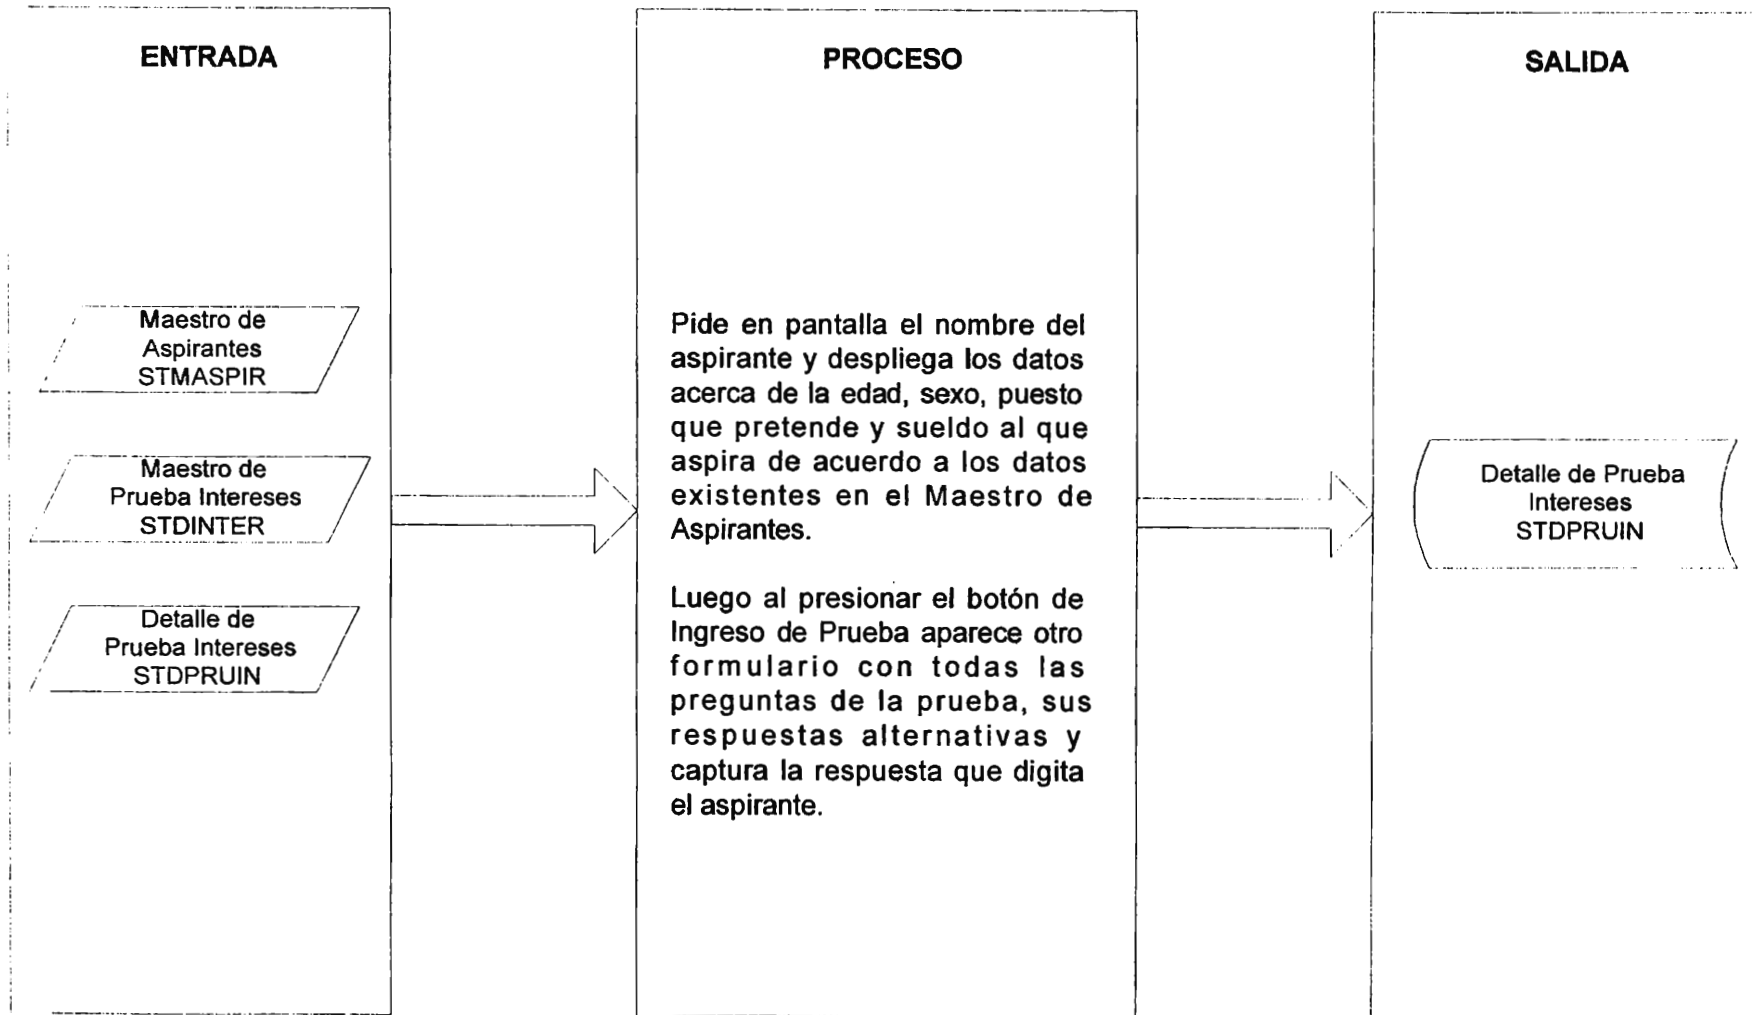 ENTRADA
Maestro de
Aspirantes
STMASPIR
Maestro de
Prueba Intereses
STDINTER
Detalle de
Prueba Intereses
STDPRUIN
PROCESO
Pide en pantalla el nombre del
aspirante y despliega los datos
acerca de la edad, sexo, puesto
que pretende y sueldo al que
aspira de acuerdo a los datos
existentes en el Maestro de
Aspirantes.
Luego al presionar el botón de
Ingreso de Prueba aparece otro
formulario con todas las
preguntas de la prueba, sus
respuestas alternativas y
captura la respuesta que digita
el aspirante.
SALIDA
Detalle de Prueba
Intereses
STDPRUIN